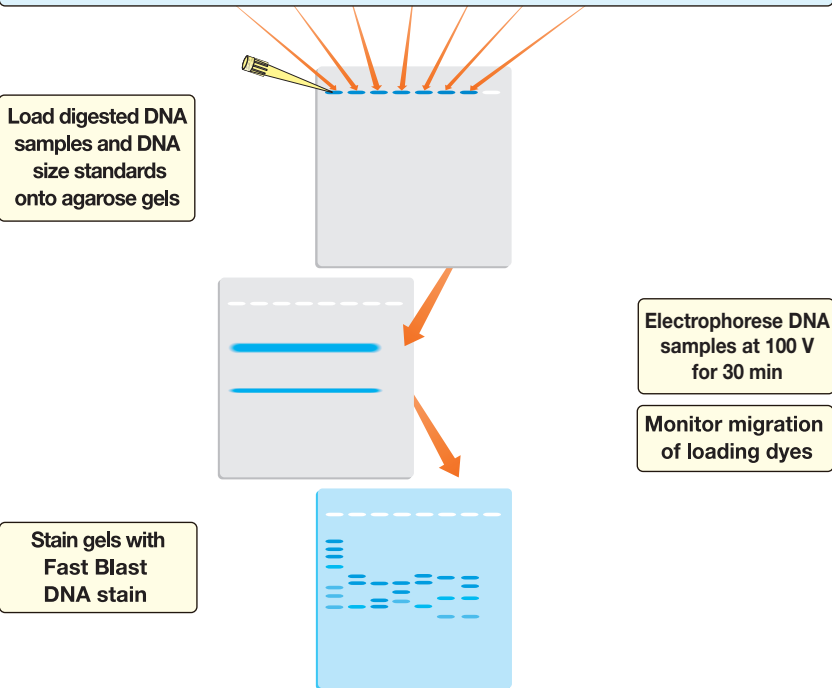 Load digested DNA
samples and DNA
size standards
onto agarose gels
Electrophorese DNA
samples at 100 V
for 30 min
Monitor migration
of loading dyes
Stain gels with
Fast Blast
DNA stain